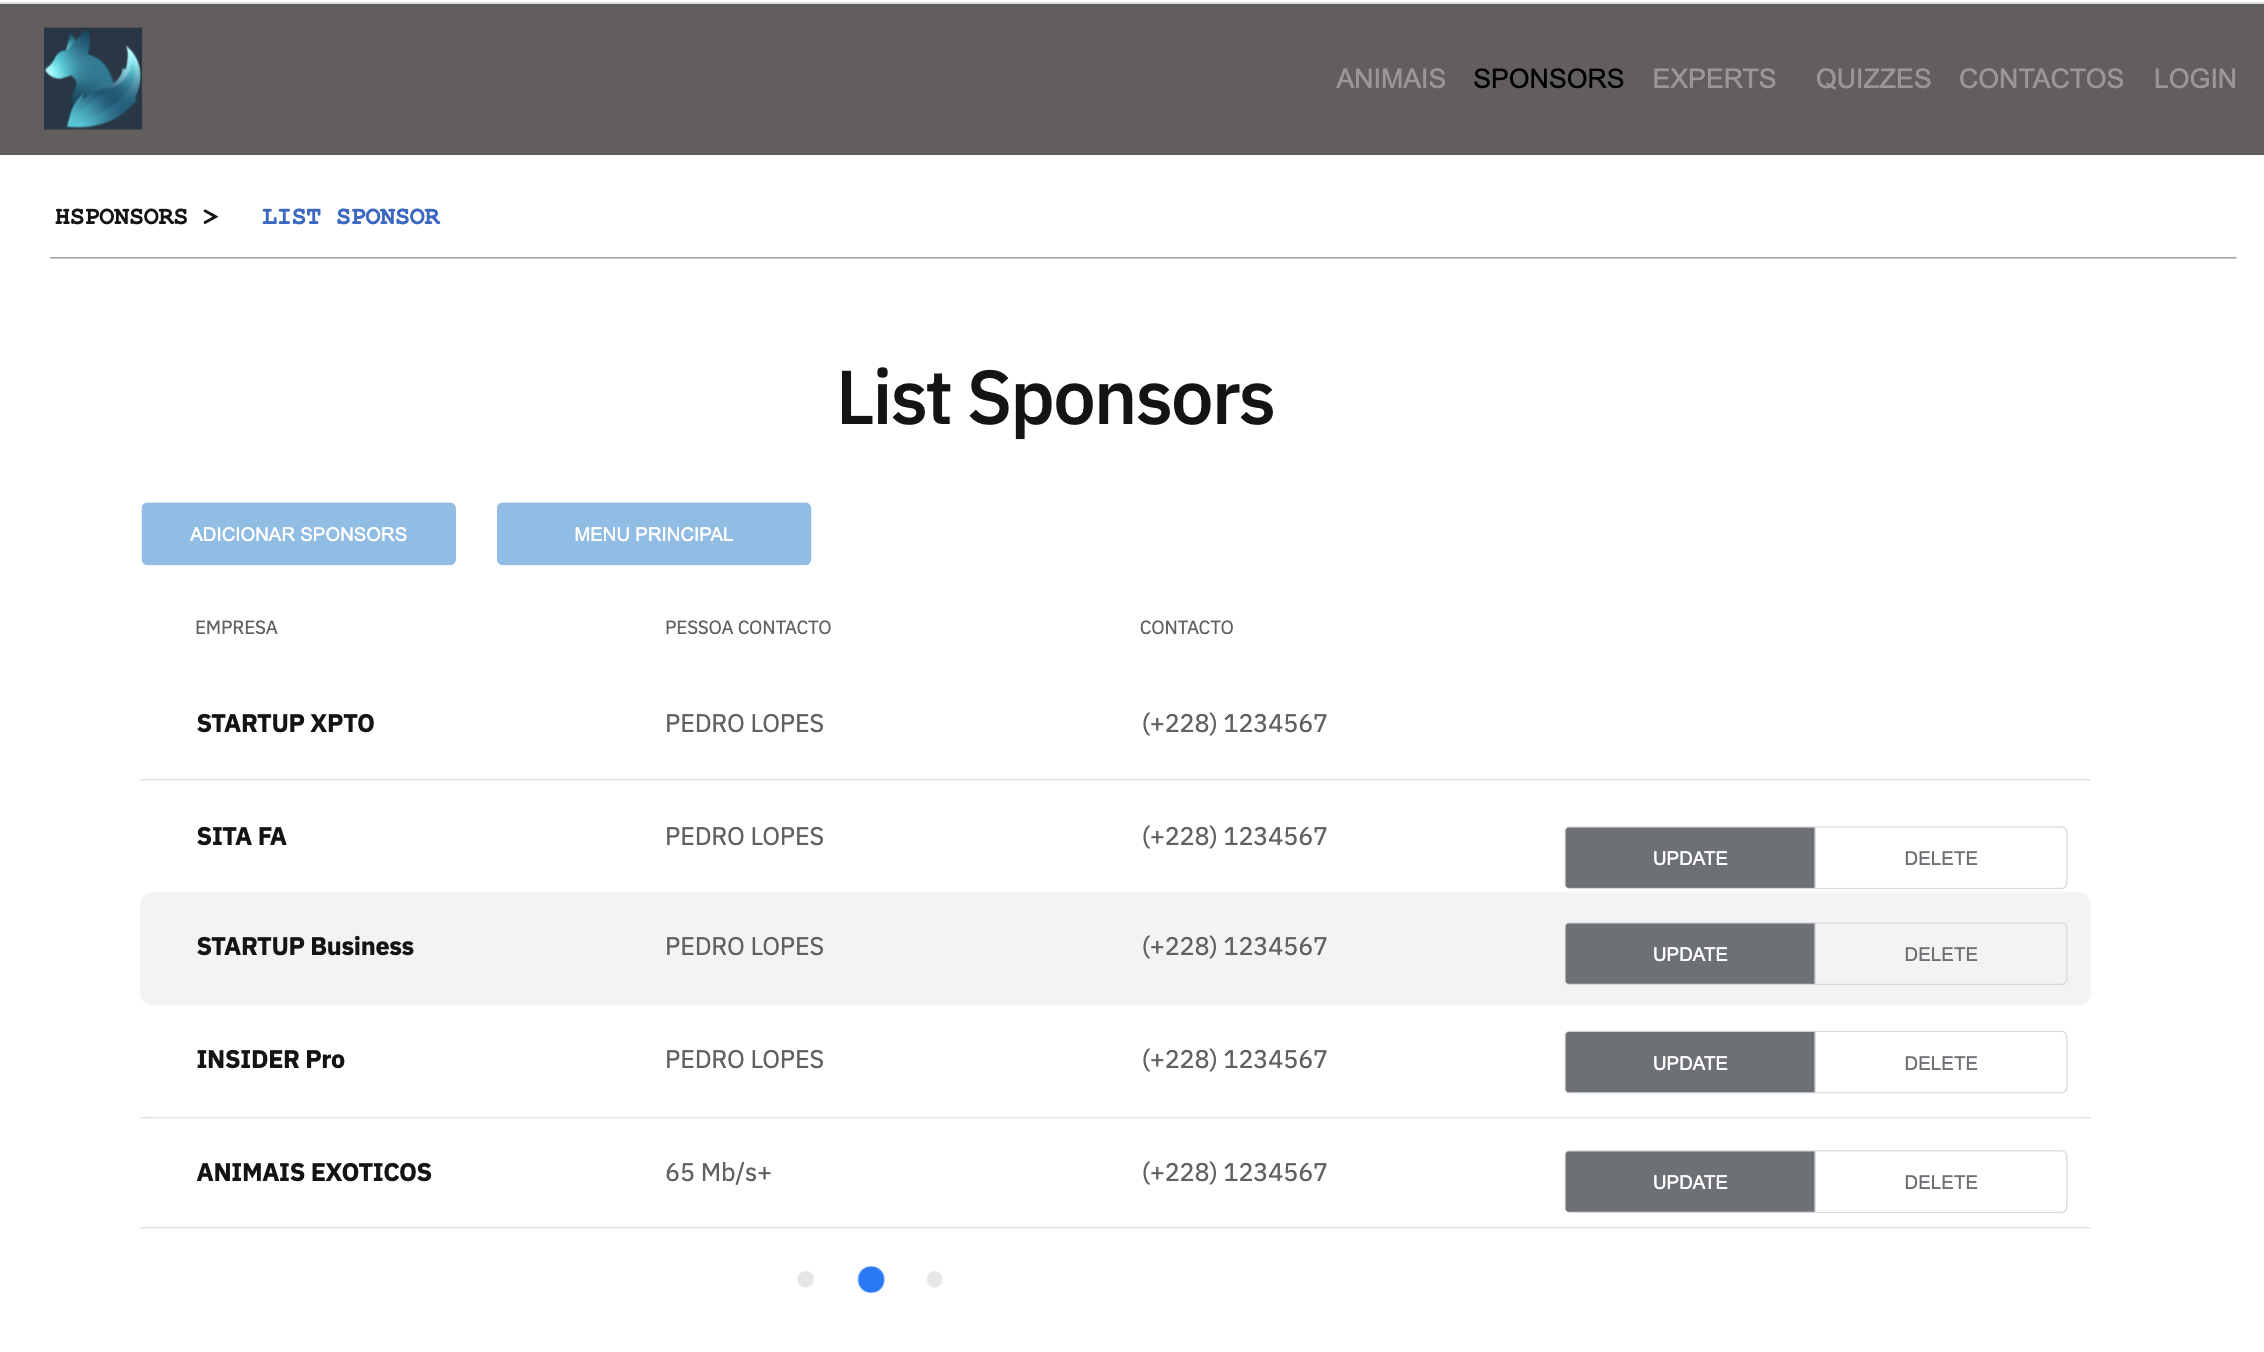 ANIMAIS SPONSORS EXPERTS QUIZZES CONTACTOS LOGIN
HSPONSORS > LIST SPONSOR
List Sponsors
ADICIONAR SPONSORS MENU PRINCIPAL
EMPRESA PESSOA CONTACTO CONTACTO
STARTUP XPTO PEDRO LOPES (+228) 1234567
SITA FA PEDRO LOPES (+228) 1234567 UPDATE DELETE
STARTUP Business PEDRO LOPES (+228) 1234567 UPDATE DELETE
INSIDER Pro PEDRO LOPES (+228) 1234567 UPDATE DELETE
ANIMAIS EXOTICOS 65 Mb/s+ (+228) 1234567 UPDATE DELETE